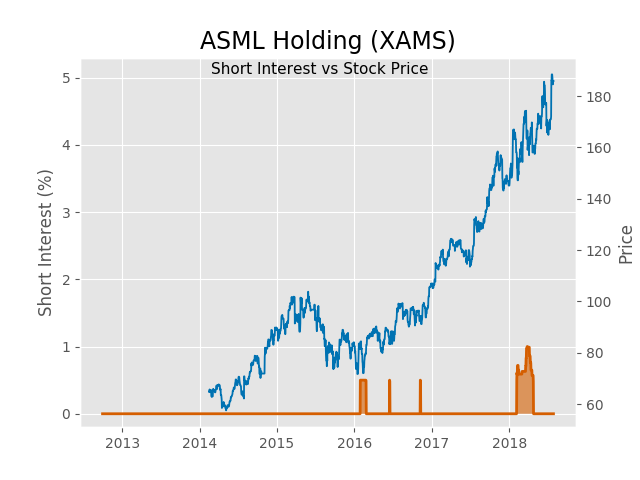 ASML Holding (XAMS)
Short Interest vs Stock Price
Short Interest (%)
5
4
3
2
1
0
180
160
140
120
100
80
60
Price
2013 2014 2015 2016 2017 2018